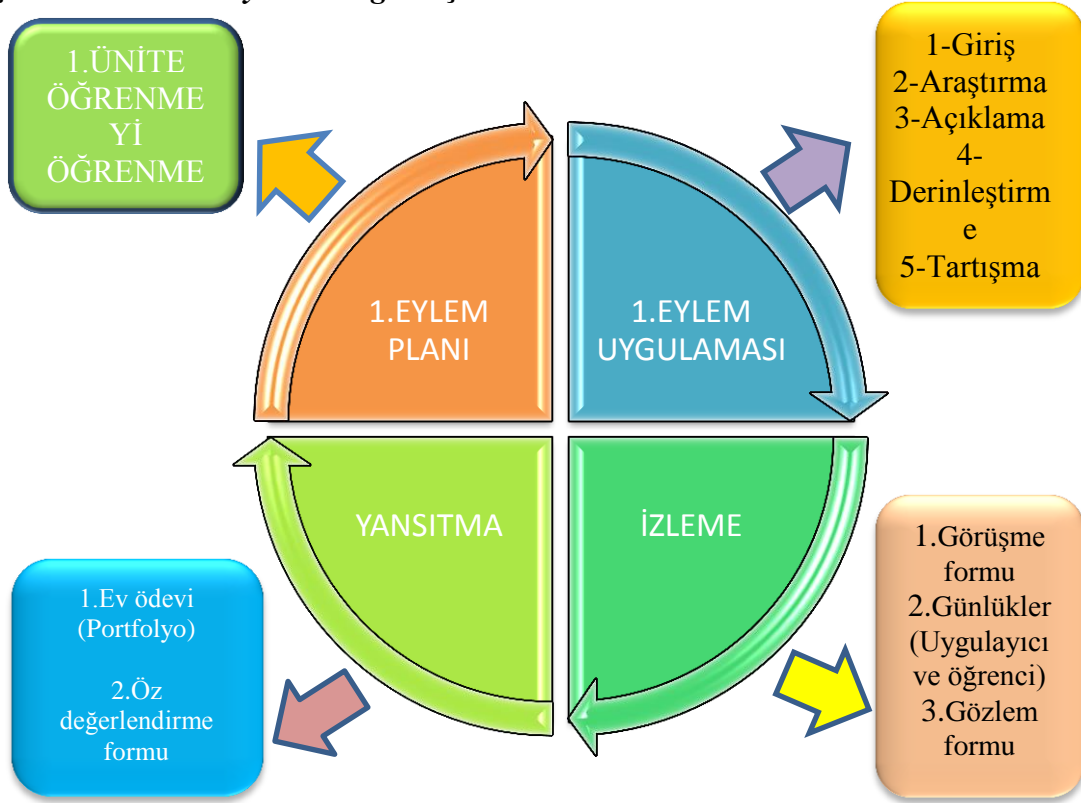 1.ÜNİTE
ÖĞRENME
Yİ
ÖĞRENME
1-Giriş
2-Araştırma
3-Açıklama
4-
Derinleştirm
e
5-Tartışma
1.EYLEM
PLANI
1.EYLEM
UYGULAMASI
YANSITMA
İZLEME
1.Ev ödevi
(Portfolyo)
2.Öz
değerlendirme
formu
1.Görüşme
formu
2.Günlükler
(Uygulayıcı
ve öğrenci)
3.Gözlem
formu